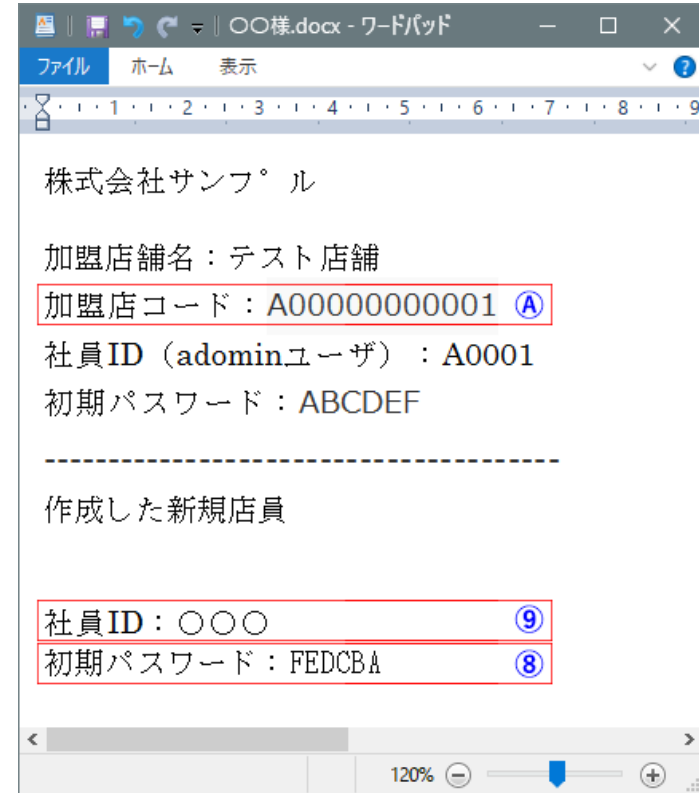 〇〇様.docx - ワードパッド
ファイル ホーム 表示
1 2 3 4 5 6 7 8 9
株式会社サンプル
加盟店舗名：テスト店舗
加盟店コード：A00000000001 Ⓐ
社員ID（adominユーザ）：A0001
初期パスワード：ABCDEF
---------------------------------------
作成した新規店員
社員ID：〇〇〇 ⑨
初期パスワード：FEDCBA ⑧
120%